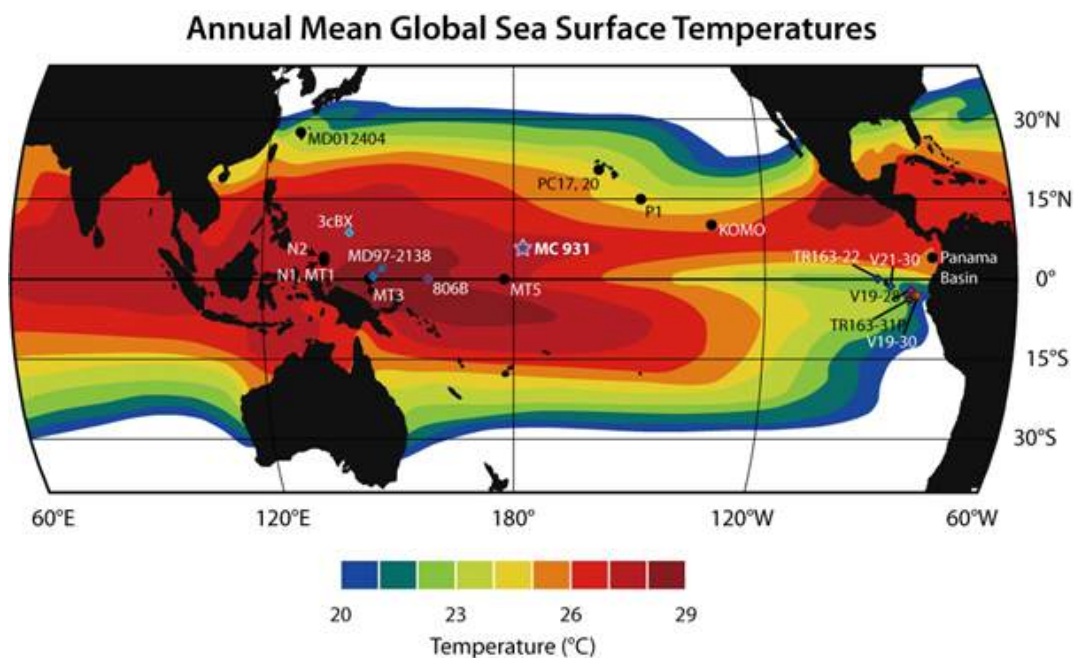 Annual Mean Global Sea Surface Temperatures
30°N
MD012404
PC17, 20
15°N
P1
3cBX
KOMO
N2
MD97-2138
MC 931
TR163-22
V21-30
Panama
Basin
N1, MT1
0°
806B
MT3
MT5
V19-28
TR163-31P
V19-30
15°S
30°S
60°E
120°E
180°
120°W
60°W
20
23
26
29
Temperature (°C)